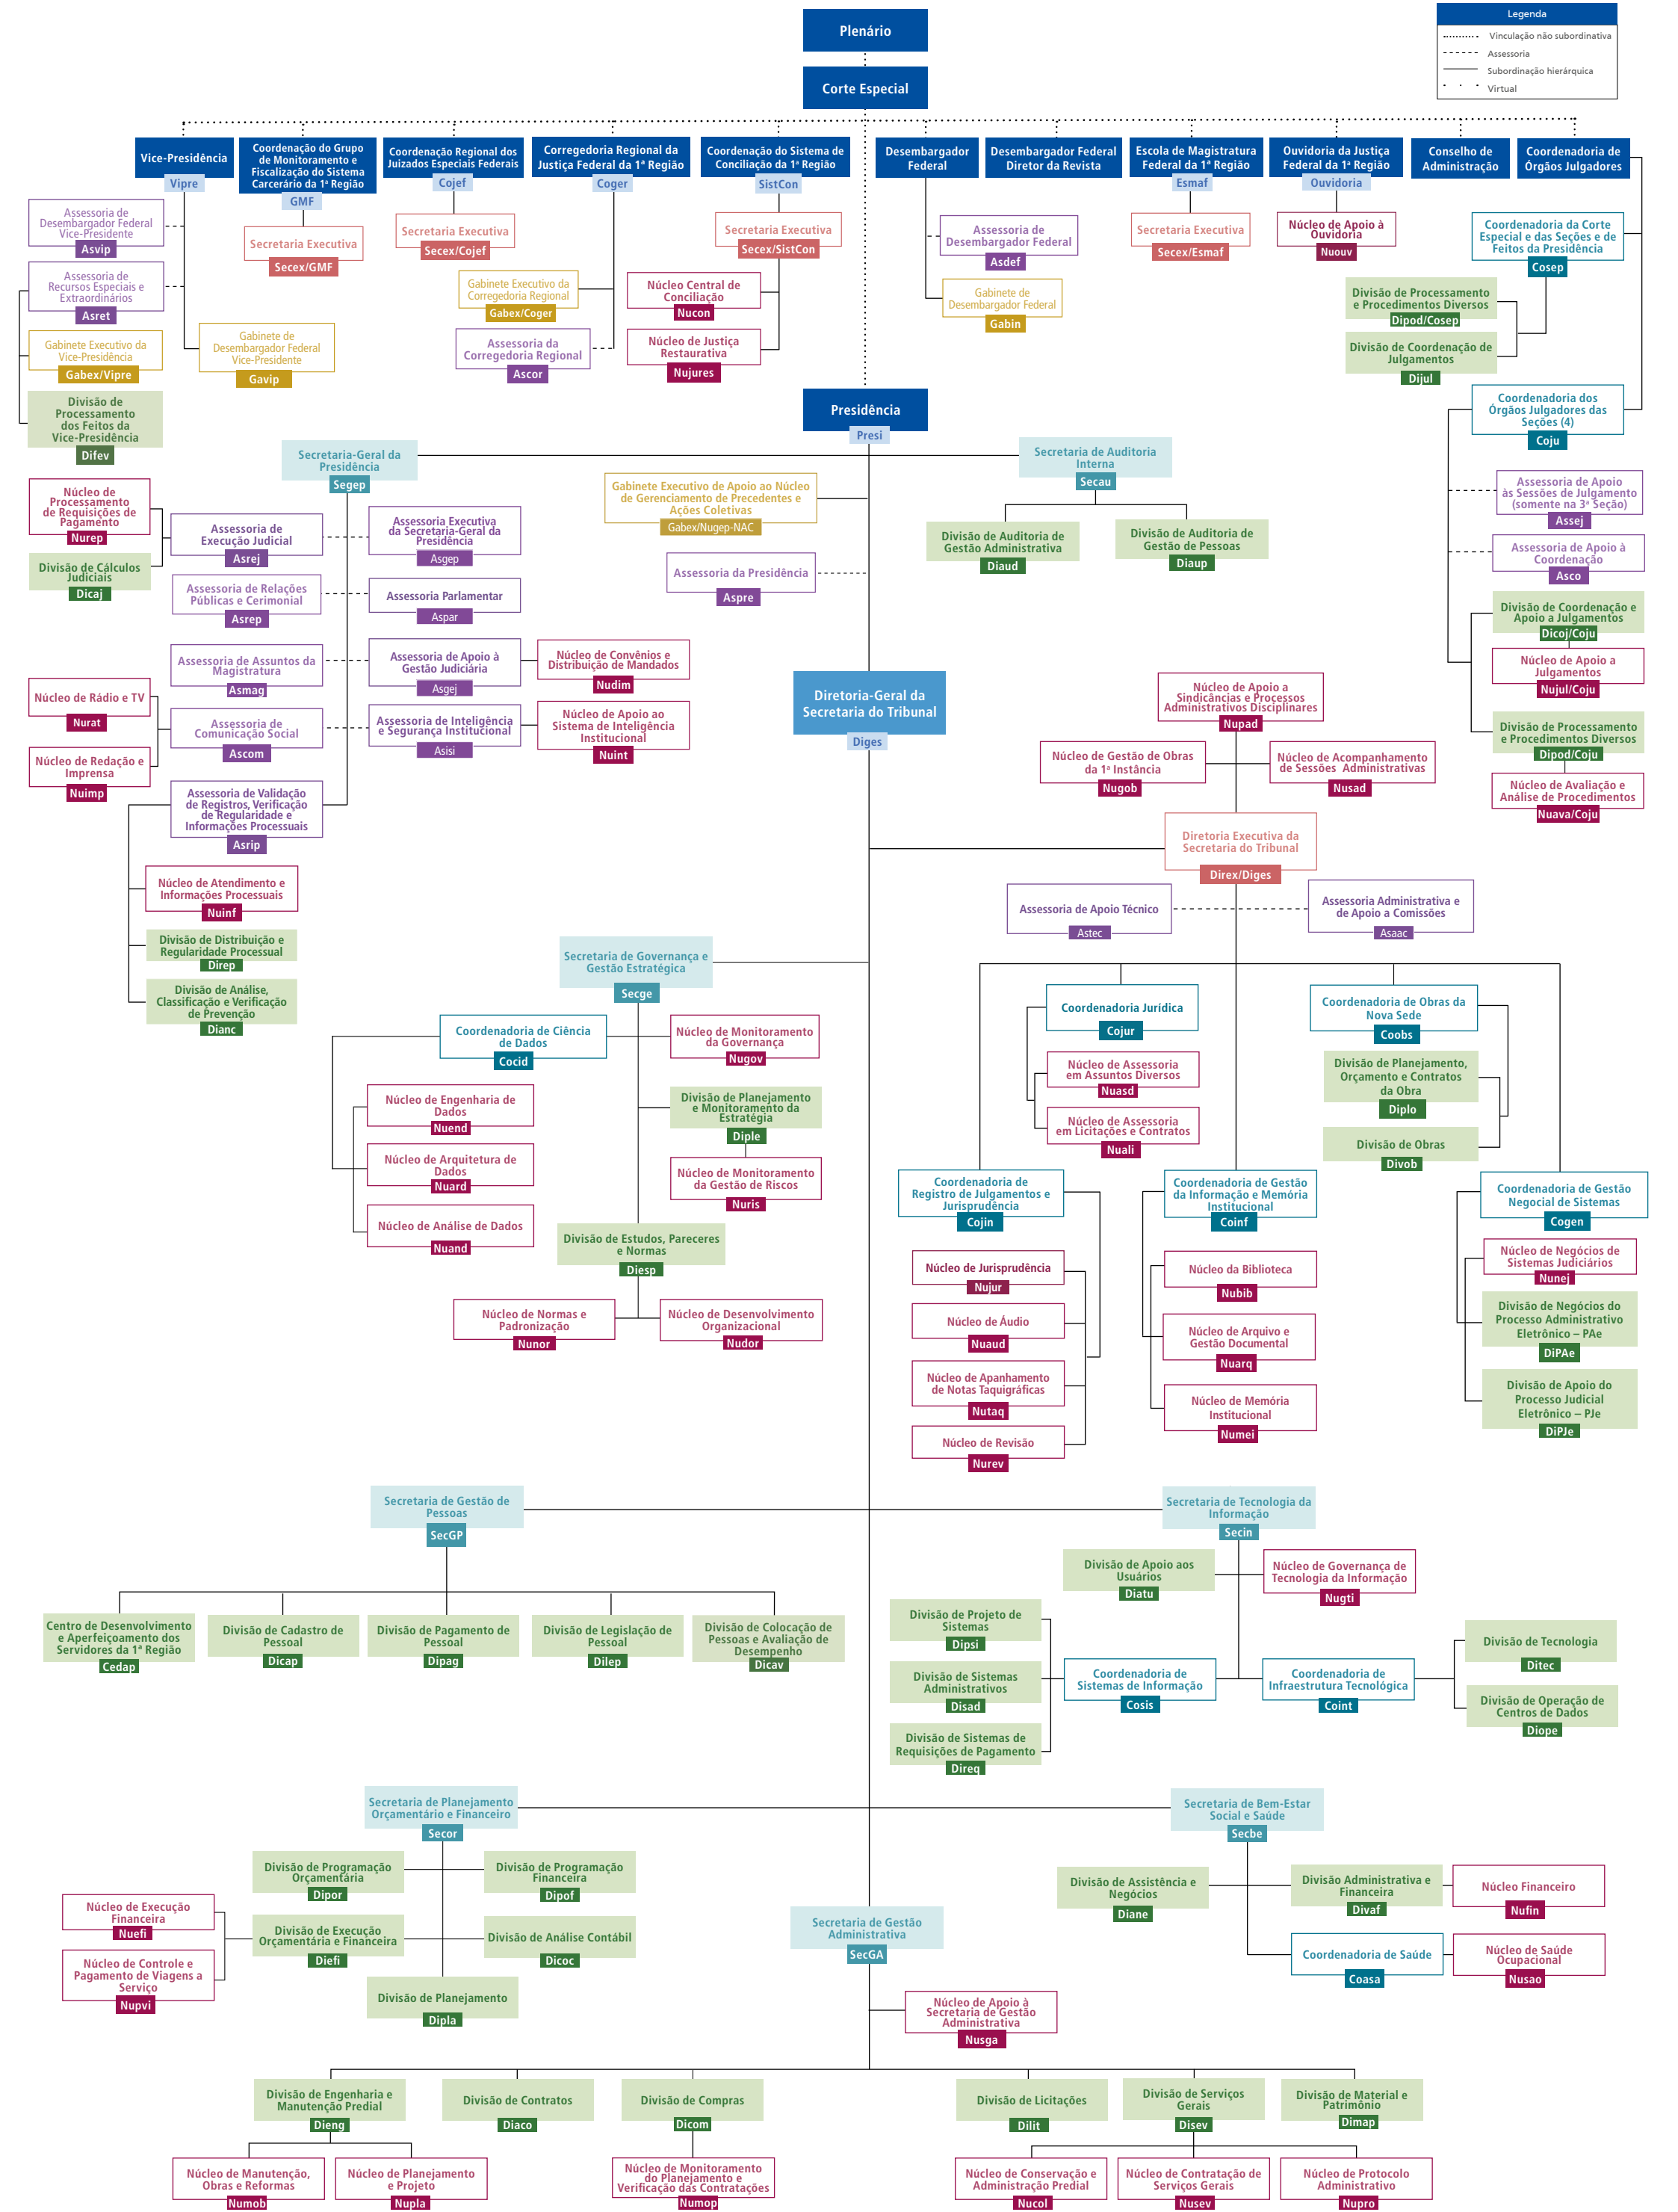 Plenário
Corte Especial
Legenda
Vinculação não subordinativa
Assessoria
Subordinação hierárquica
Virtual
Vice-Presidência
Vipre
Coordenação do Grupo
de Monitoramento e
Fiscalização do Sistema
Carcerário da 1ª Região
GMF
Coordenação Regional dos
Juizados Especiais Federais
Cojef
Corregedoria Regional da
Justiça Federal da 1ª Região
Coger
Coordenação do Sistema de
Conciliação da 1ª Região
SistCon
Desembargador
Federal
Desembargador Federal
Diretor da Revista
Escola de Magistratura
Federal da 1ª Região
Esmaf
Ouvidoria da Justiça
Federal da 1ª Região
Ouvidoria
Conselho de
Administração
Coordenadoria de
Órgãos Julgadores
Assessoria de
Desembargador Federal
Vice-Presidente
Asvip
Assessoria de
Recursos Especiais e
Extraordinários
Asret
Gabinete Executivo da
Vice-Presidência
Gabex/Vipre
Divisão de
Processamento
dos Feitos da
Vice-Presidência
Difev
Gabinete de
Desembargador Federal
Vice-Presidente
Gavip
Secretaria Executiva
Secex/GMF
Secretaria Executiva
Secex/Cojef
Gabinete Executivo da
Corregedoria Regional
Gabex/Coger
Assessoria da
Corregedoria Regional
Ascor
Secretaria Executiva
Secex/SistCon
Núcleo Central de
Conciliação
Nucon
Núcleo de Justiça
Restaurativa
Nujures
Assessoria de
Desembargador Federal
Asdef
Gabinete de
Desembargador Federal
Gabin
Secretaria Executiva
Secex/Esmaf
Núcleo de Apoio à
Ouvidoria
Nuouv
Coordenadoria da Corte
Especial e das Seções e de
Feitos da Presidência
Cosep
Divisão de Processamento
e Procedimentos Diversos
Dipod/Cosep
Divisão de Coordenação de
Julgamentos
Dijul
Coordenadoria dos
Órgãos Julgadores das
Seções (4)
Coju
Assessoria de Apoio
às Sessões de Julgamento
(somente na 3ª Seção)
Assej
Assessoria de Apoio à
Coordenação
Asco
Divisão de Coordenação e
Apoio a Julgamentos
Dicoj/Coju
Núcleo de Apoio a
Julgamentos
Nujul/Coju
Divisão de Processamento
e Procedimentos Diversos
Dipod/Coju
Núcleo de Avaliação e
Análise de Procedimentos
Nuava/Coju
Presidência
Presi
Secretaria-Geral da
Presidência
Segep
Secretaria de Auditoria
Interna
Secau
Divisão de Auditoria de
Gestão Administrativa
Diaud
Divisão de Auditoria de
Gestão de Pessoas
Diaup
Gabinete Executivo de Apoio ao Núcleo
de Gerenciamento de Precedentes e
Ações Coletivas
Gabex/Nugep-NAC
Assessoria da Presidência
Aspre
Núcleo de
Processamento
de Requisições de
Pagamento
Nurep
Divisão de Cálculos
Judiciais
Dicaj
Assessoria de
Execução Judicial
Asrej
Assessoria Executiva
da Secretaria-Geral da
Presidência
Asgep
Assessoria de Relações
Públicas e Cerimonial
Asrep
Assessoria Parlamentar
Aspar
Assessoria de Assuntos da
Magistratura
Asmag
Assessoria de Apoio à
Gestão Judiciária
Asgej
Núcleo de Convênios e
Distribuição de Mandados
Nudim
Núcleo de Rádio e TV
Nurat
Núcleo de Redação e
Imprensa
Nuimp
Assessoria de
Comunicação Social
Ascom
Assessoria de Inteligência
e Segurança Institucional
Asisi
Núcleo de Apoio ao
Sistema de Inteligência
Institucional
Nuint
Assessoria de Validação
de Registros, Verificação
de Regularidade e
Informações Processuais
Asrip
Núcleo de Atendimento e
Informações Processuais
Nuinf
Divisão de Distribuição e
Regularidade Processual
Direp
Divisão de Análise,
Classificação e Verificação
de Prevenção
Dianc
Diretoria-Geral da
Secretaria do Tribunal
Diges
Núcleo de Apoio a
Sindicâncias e Processos
Administrativos Disciplinares
Nupad
Núcleo de Gestão de Obras
da 1ª Instância
Nugob
Núcleo de Acompanhamento
de Sessões Administrativas
Nusad
Diretoria Executiva da
Secretaria do Tribunal
Direx/Diges
Assessoria de Apoio Técnico
Astec
Assessoria Administrativa e
de Apoio a Comissões
Asaac
Secretaria de Governança e
Gestão Estratégica
Secge
Coordenadoria de Ciência
de Dados
Cocid
Núcleo de Monitoramento
da Governança
Nugov
Núcleo de Engenharia de
Dados
Nuend
Núcleo de Arquitetura de
Dados
Nuard
Núcleo de Análise de Dados
Nuand
Divisão de Planejamento
e Monitoramento da
Estratégia
Diple
Núcleo de Monitoramento
da Gestão de Riscos
Nuris
Divisão de Estudos, Pareceres
e Normas
Diesp
Núcleo de Normas e
Padronização
Nunor
Núcleo de Desenvolvimento
Organizacional
Nudor
Coordenadoria Jurídica
Cojur
Núcleo de Assessoria
em Assuntos Diversos
Nuasd
Núcleo de Assessoria
em Licitações e Contratos
Nuali
Coordenadoria de Obras da
Nova Sede
Coobs
Divisão de Planejamento,
Orçamento e Contratos
da Obra
Diplo
Divisão de Obras
Divob
Coordenadoria de
Registro de Julgamentos e
Jurisprudência
Cojin
Núcleo de Jurisprudência
Nujur
Núcleo de Áudio
Nuaud
Núcleo de Apanhamento
de Notas Taquigráficas
Nutaq
Núcleo de Revisão
Nurev
Coordenadoria de Gestão
da Informação e Memória
Institucional
Coinf
Núcleo da Biblioteca
Nubib
Núcleo de Arquivo e
Gestão Documental
Nuarq
Núcleo de Memória
Institucional
Numei
Coordenadoria de Gestão
Negocial de Sistemas
Cogen
Núcleo de Negócios de
Sistemas Judiciários
Nunej
Divisão de Negócios do
Processo Administrativo
Eletrônico – PAe
DiPAe
Divisão de Apoio do
Processo Judicial
Eletrônico – PJe
DiPJe
Secretaria de Gestão de
Pessoas
SecGP
Centro de Desenvolvimento
e Aperfeiçoamento dos
Servidores da 1ª Região
Cedap
Divisão de Cadastro de
Pessoal
Dicap
Divisão de Pagamento de
Pessoal
Dipag
Divisão de Legislação de
Pessoal
Dilep
Divisão de Colocação de
Pessoas e Avaliação de
Desempenho
Dicav
Secretaria de Tecnologia da
Informação
Secin
Divisão de Apoio aos
Usuários
Diatu
Núcleo de Governança de
Tecnologia da Informação
Nugti
Divisão de Projeto de
Sistemas
Dipsi
Divisão de Sistemas
Administrativos
Disad
Divisão de Sistemas de
Requisições de Pagamento
Direq
Coordenadoria de
Sistemas de Informação
Cosis
Coordenadoria de
Infraestrutura Tecnológica
Coint
Divisão de Tecnologia
Ditec
Divisão de Operação de
Centros de Dados
Diope
Secretaria de Planejamento
Orçamentário e Financeiro
Secor
Divisão de Programação
Orçamentária
Dipor
Divisão de Programação
Financeira
Dipof
Núcleo de Execução
Financeira
Nuefi
Núcleo de Controle e
Pagamento de Viagens a
Serviço
Nupvi
Divisão de Execução
Orçamentária e Financeira
Diefi
Divisão de Análise Contábil
Dicoc
Divisão de Planejamento
Dipla
Secretaria de Bem-Estar
Social e Saúde
Secbe
Divisão de Assistência e
Negócios
Diane
Divisão Administrativa e
Financeira
Divaf
Núcleo Financeiro
Nufin
Coordenadoria de Saúde
Coasa
Núcleo de Saúde
Ocupacional
Nusao
Secretaria de Gestão
Administrativa
SecGA
Núcleo de Apoio à
Secretaria de Gestão
Administrativa
Nusga
Divisão de Engenharia e
Manutenção Predial
Dieng
Divisão de Contratos
Diaco
Divisão de Compras
Dicom
Divisão de Licitações
Dilit
Divisão de Serviços
Gerais
Disev
Divisão de Material e
Patrimônio
Dimap
Núcleo de Manutenção,
Obras e Reformas
Numob
Núcleo de Planejamento
e Projeto
Nupla
Núcleo de Monitoramento
do Planejamento e
Verificação das Contratações
Numop
Núcleo de Conservação e
Administração Predial
Nucol
Núcleo de Contratação de
Serviços Gerais
Nusev
Núcleo de Protocolo
Administrativo
Nupro